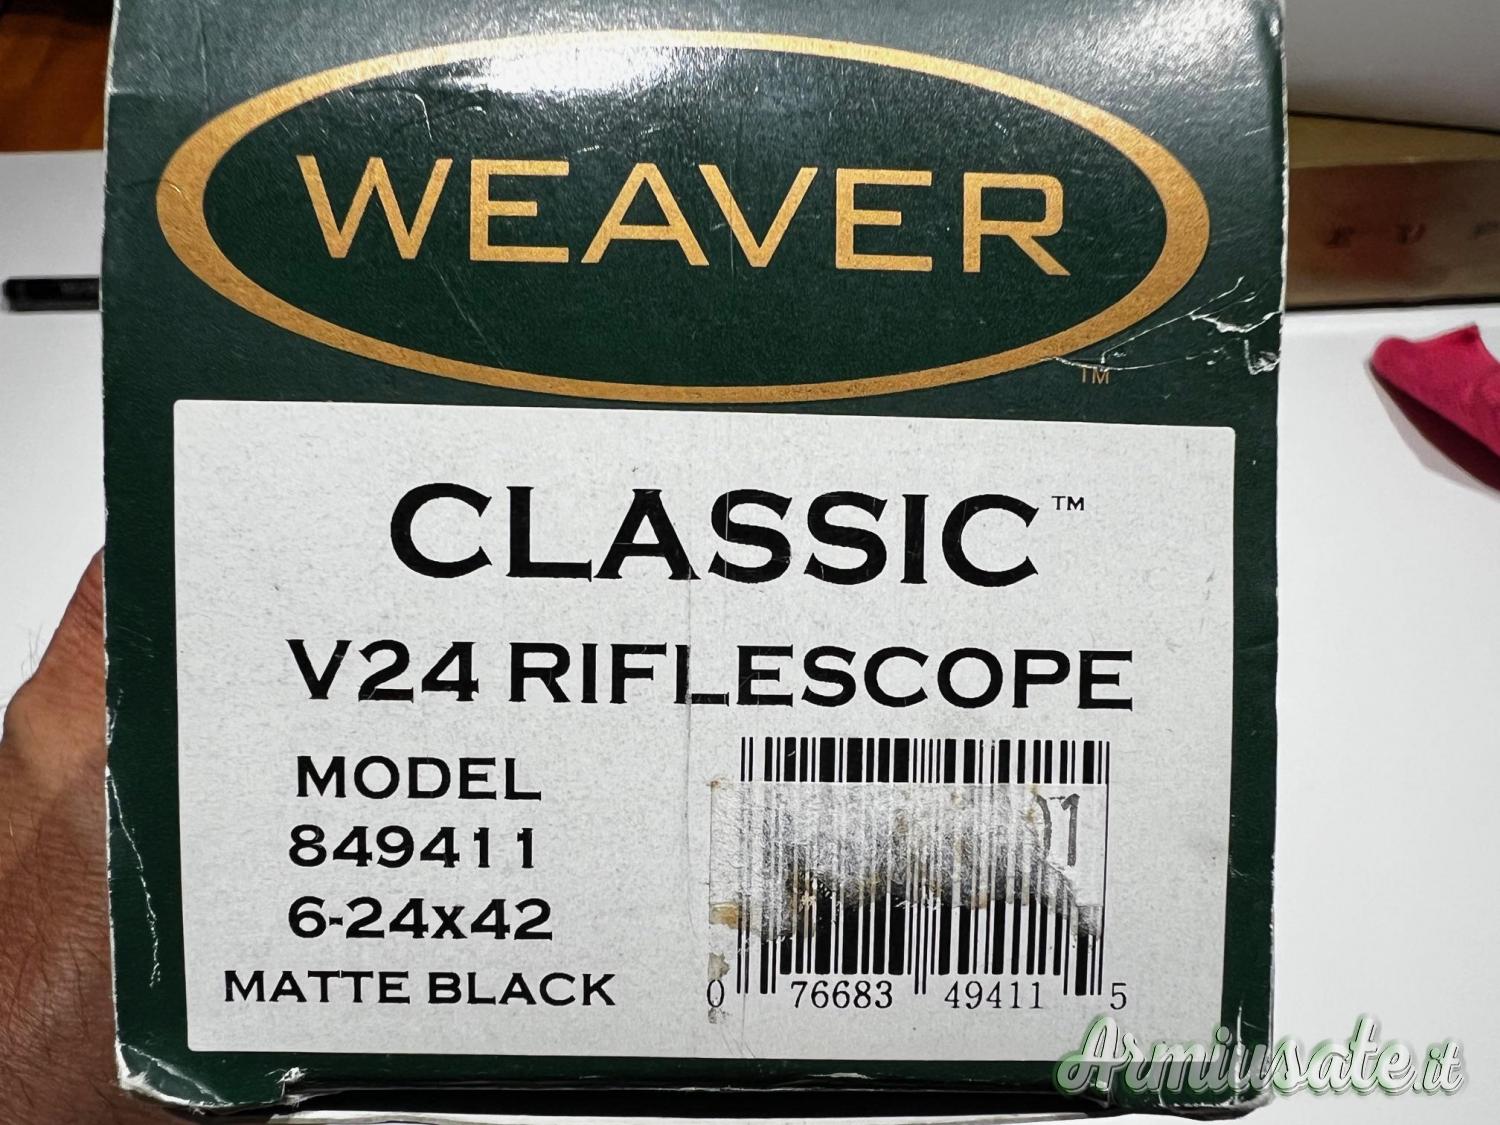 WEAVER
TM
CLASSIC™
V24 RIFLESCOPE
MODEL
849411
6-24x42
MATTE BLACK
0 76683 49411 5
Armiusate.it